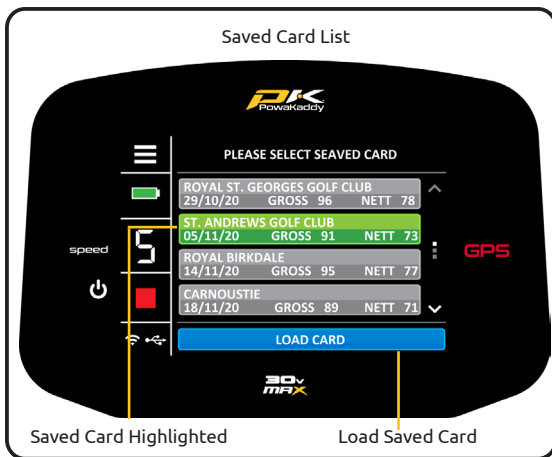 Saved Card List
PK
PowaKaddy
PLEASE SELECT SEAVED CARD
ROYAL ST. GEORGES GOLF CLUB
29/10/20 GROSS 96 NETT 78
ST. ANDREWS GOLF CLUB
05/11/20 GROSS 91 NETT 73
speed 5
GPS
ROYAL BIRKDALE
14/11/20 GROSS 95 NETT 77
CARNOUSTIE
18/11/20 GROSS 89 NETT 71
LOAD CARD
30v
MAX
Saved Card Highlighted
Load Saved Card